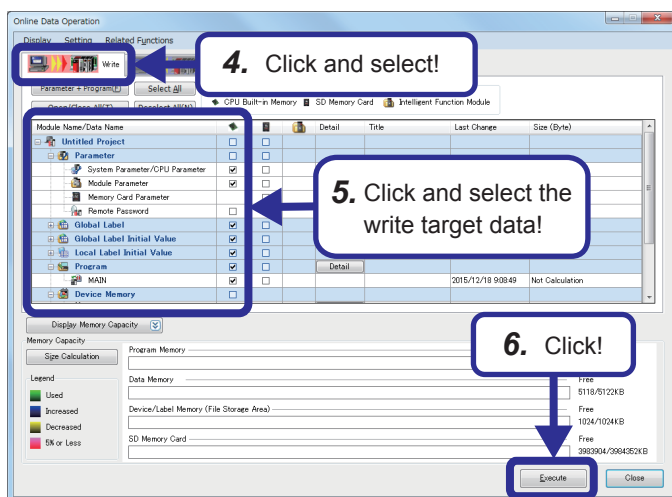 Online Data Operation
Display Setting Related Functions
Write
4. Click and select!
Parameter + Program(F) Select All
Open/Close All(T) Deselect All(N)
CPU Built-in Memory SD Memory Card Intelligent Function Module
Module Name/Data Name Detail Title Last Change Size (Byte)
Untitled Project
Parameter
System Parameter/CPU Parameter
Module Parameter
Memory Card Parameter
Remote Password
5. Click and select the
write target data!
Global Label
Global Label Initial Value
Local Label Initial Value
Program Detail
MAIN 2015/12/18 9:08:49 Not Calculation
Device Memory
Display Memory Capacity
Memory Capacity
Size Calculation
Program Memory
6. Click!
Legend
Used
Increased
Decreased
5% or Less
Data Memory Free
5118/5122KB
Device/Label Memory (File Storage Area) Free
1024/1024KB
SD Memory Card Free
3983904/3984352KB
Execute Close